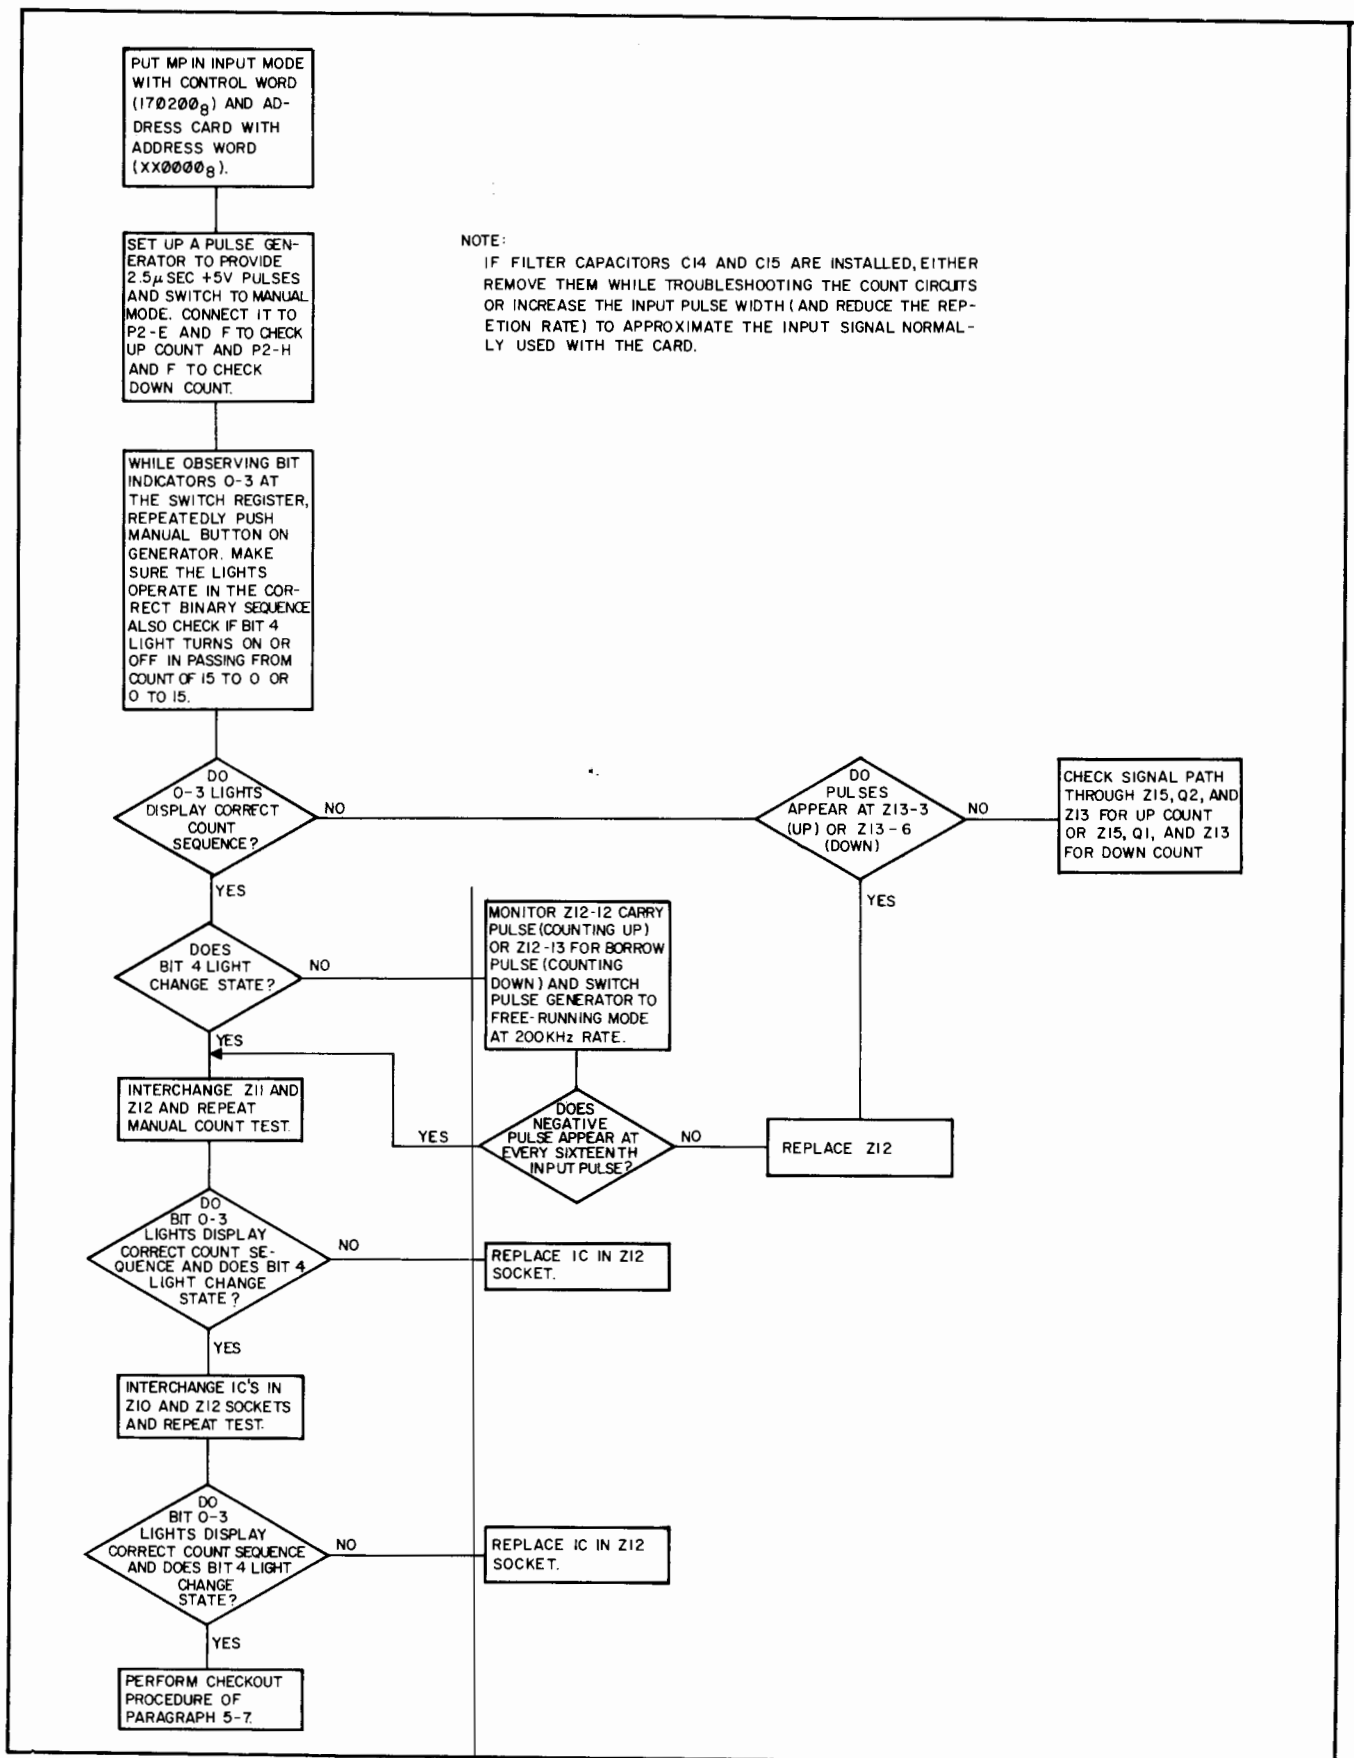 PUT MP IN INPUT MODE
WITH CONTROL WORD
(170200₈) AND AD-
DRESS CARD WITH
ADDRESS WORD
(XX0000₈).
SET UP A PULSE GEN-
ERATOR TO PROVIDE
2.5µ SEC +5V PULSES
AND SWITCH TO MANUAL
MODE. CONNECT IT TO
P2-E AND F TO CHECK
UP COUNT AND P2-H
AND F TO CHECK
DOWN COUNT.
NOTE:
IF FILTER CAPACITORS C14 AND C15 ARE INSTALLED, EITHER
REMOVE THEM WHILE TROUBLESHOOTING THE COUNT CIRCUITS
OR INCREASE THE INPUT PULSE WIDTH (AND REDUCE THE REP-
ETION RATE) TO APPROXIMATE THE INPUT SIGNAL NORMAL-
LY USED WITH THE CARD.
WHILE OBSERVING BIT
INDICATORS 0-3 AT
THE SWITCH REGISTER,
REPEATEDLY PUSH
MANUAL BUTTON ON
GENERATOR. MAKE
SURE THE LIGHTS
OPERATE IN THE COR-
RECT BINARY SEQUENCE
ALSO CHECK IF BIT 4
LIGHT TURNS ON OR
OFF IN PASSING FROM
COUNT OF 15 TO 0 OR
0 TO 15.
DO
0-3 LIGHTS
DISPLAY CORRECT
COUNT
SEQUENCE?
NO
DO
PULSES
APPEAR AT Z13-3
(UP) OR Z13-6
(DOWN)
NO
CHECK SIGNAL PATH
THROUGH Z15, Q2, AND
Z13 FOR UP COUNT
OR Z15, Q1, AND Z13
FOR DOWN COUNT
YES
YES
DOES
BIT 4 LIGHT
CHANGE STATE?
NO
MONITOR Z12-12 CARRY
PULSE (COUNTING UP)
OR Z12-13 FOR BORROW
PULSE (COUNTING
DOWN) AND SWITCH
PULSE GENERATOR TO
FREE-RUNNING MODE
AT 200KHz RATE.
YES
INTERCHANGE Z11 AND
Z12 AND REPEAT
MANUAL COUNT TEST.
YES
DOES
NEGATIVE
PULSE APPEAR AT
EVERY SIXTEENTH
INPUT PULSE?
NO
REPLACE Z12
DO
BIT 0-3
LIGHTS DISPLAY
CORRECT COUNT SE-
QUENCE AND DOES BIT 4
LIGHT CHANGE
STATE?
NO
REPLACE IC IN Z12
SOCKET.
YES
INTERCHANGE IC'S IN
Z10 AND Z12 SOCKETS
AND REPEAT TEST.
DO
BIT 0-3
LIGHTS DISPLAY
CORRECT COUNT SEQUENCE
AND DOES BIT 4 LIGHT
CHANGE
STATE?
NO
REPLACE IC IN Z12
SOCKET.
YES
PERFORM CHECKOUT
PROCEDURE OF
PARAGRAPH 5-7.